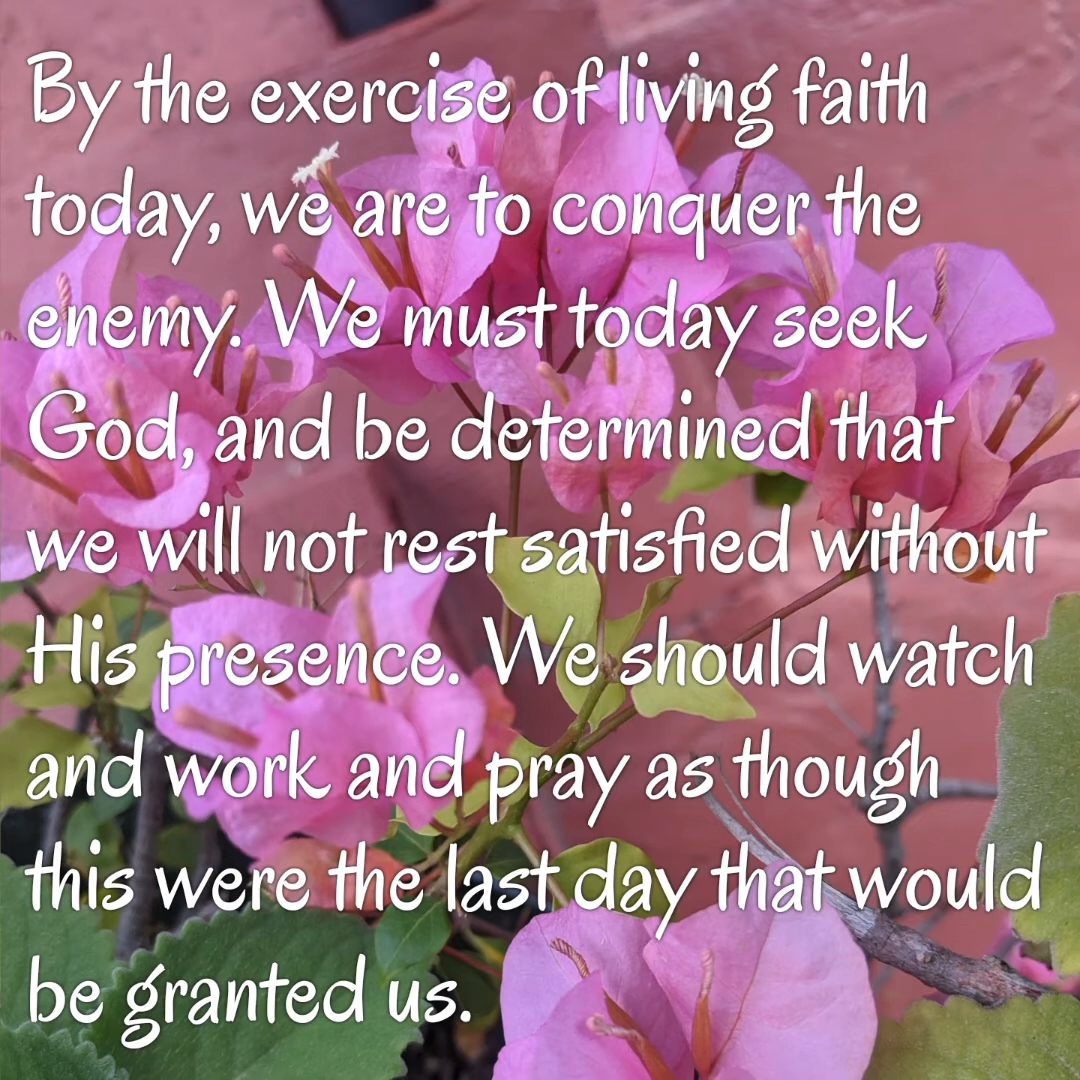 By the exercise of living faith
today, we are to conquer the
enemy. We must today seek
God, and be determined that
we will not rest satisfied without
His presence. We should watch
and work and pray as though
this were the last day that would
be granted us.